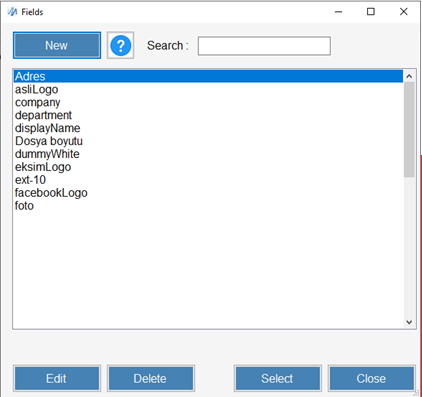 Fields
New ? Search :
Adres
asliLogo
company
department
displayName
Dosya boyutu
dummyWhite
eksimLogo
ext-10
facebookLogo
foto
Edit Delete Select Close